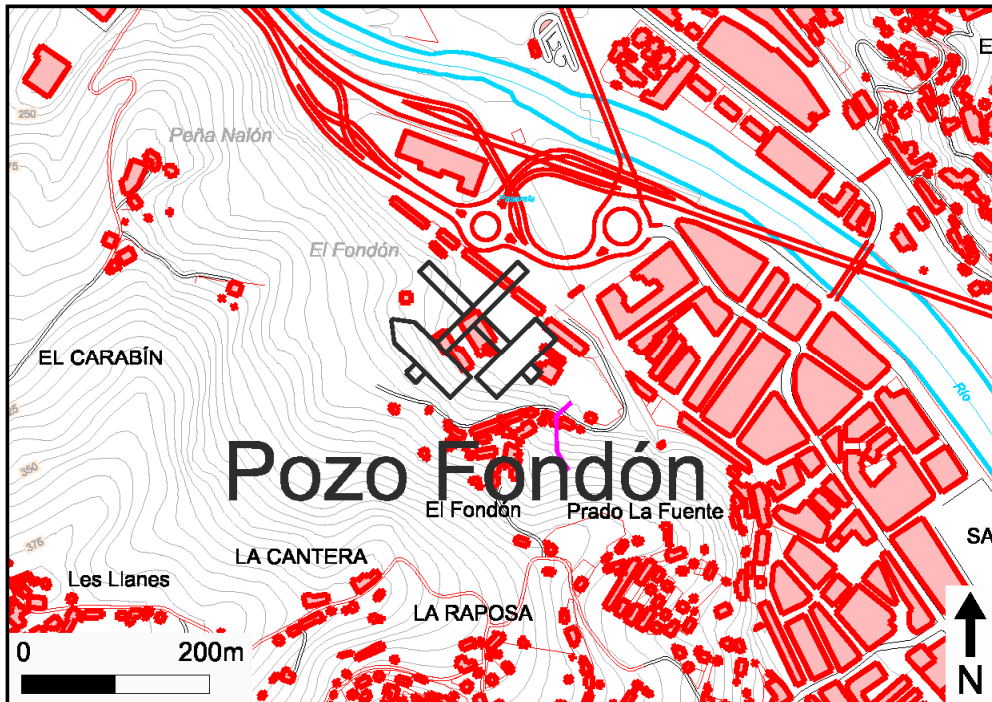 E
250
Peña Nalón
El Fondón
EL CARABÍN
Río
350
Pozo Fondón
El Fondón
Prado La Fuente
SA
375
LA CANTERA
Les Llanes
LA RAPOSA
0
200m
N